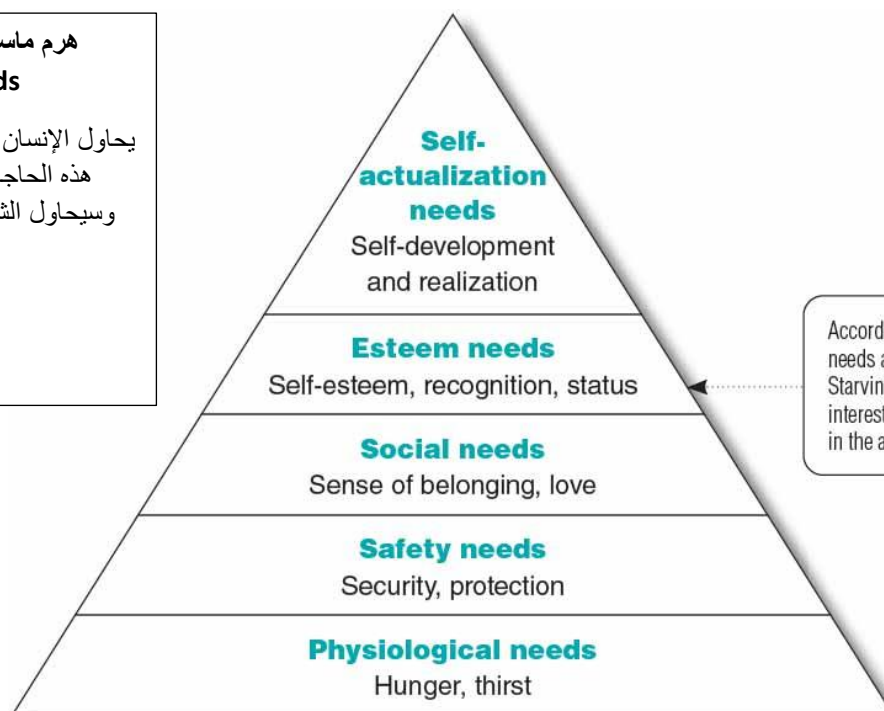 هرم ماس
ds
يحاول الإنسان
هذه الحاج
وسيحاول الث
Self-
actualization
needs
Self-development
and realization
Esteem needs
Self-esteem, recognition, status
Social needs
Sense of belonging, love
Safety needs
Security, protection
Physiological needs
Hunger, thirst
Accord
needs a
Starvin
interest
in the a